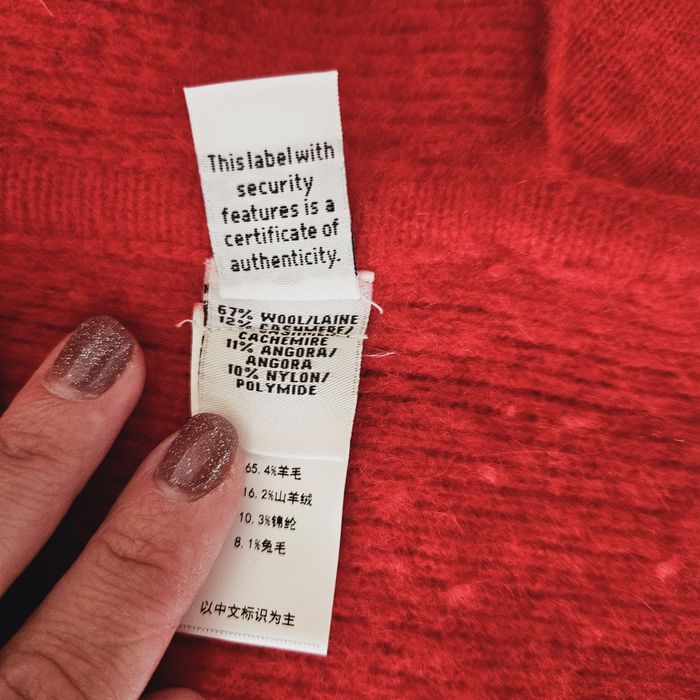 This label with
security
features is a
certificate of
authenticity.
67% WOOL/LAINE
12% CASHMERE/
CACHEMIRE
11% ANGORA/
ANGORA
10% NYLON/
POLYMIDE
65.4%羊毛
16.2%山羊绒
10.3%锦纶
8.1%兔毛
以中文标识为主